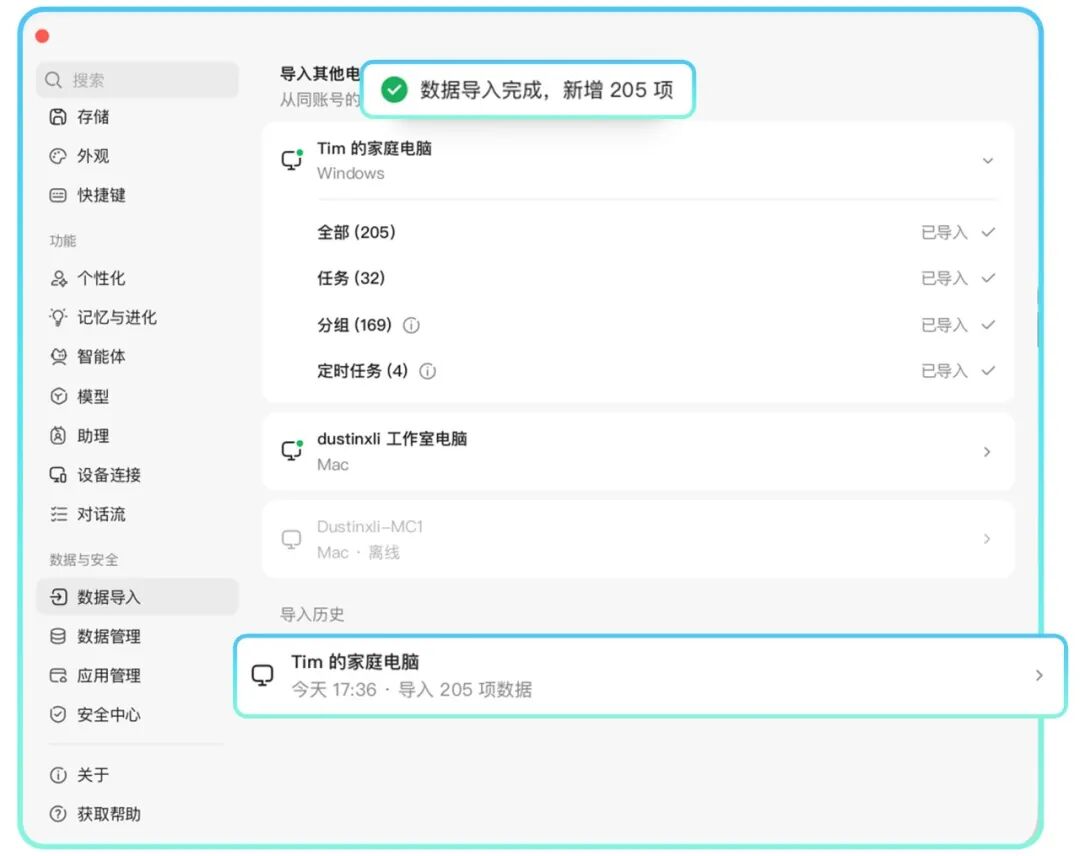 搜索
存储
外观
快捷键
功能
个性化
记忆与进化
智能体
模型
助理
设备连接
对话流
数据与安全
数据导入
数据管理
应用管理
安全中心
关于
获取帮助
导入其他电
从同账号的
数据导入完成，新增 205 项
Tim 的家庭电脑
Windows
全部 (205) 已导入
任务 (32) 已导入
分组 (169) 已导入
定时任务 (4) 已导入
dustinxli 工作室电脑
Mac
Dustinxli-MC1
Mac · 离线
导入历史
Tim 的家庭电脑
今天 17:36 · 导入 205 项数据